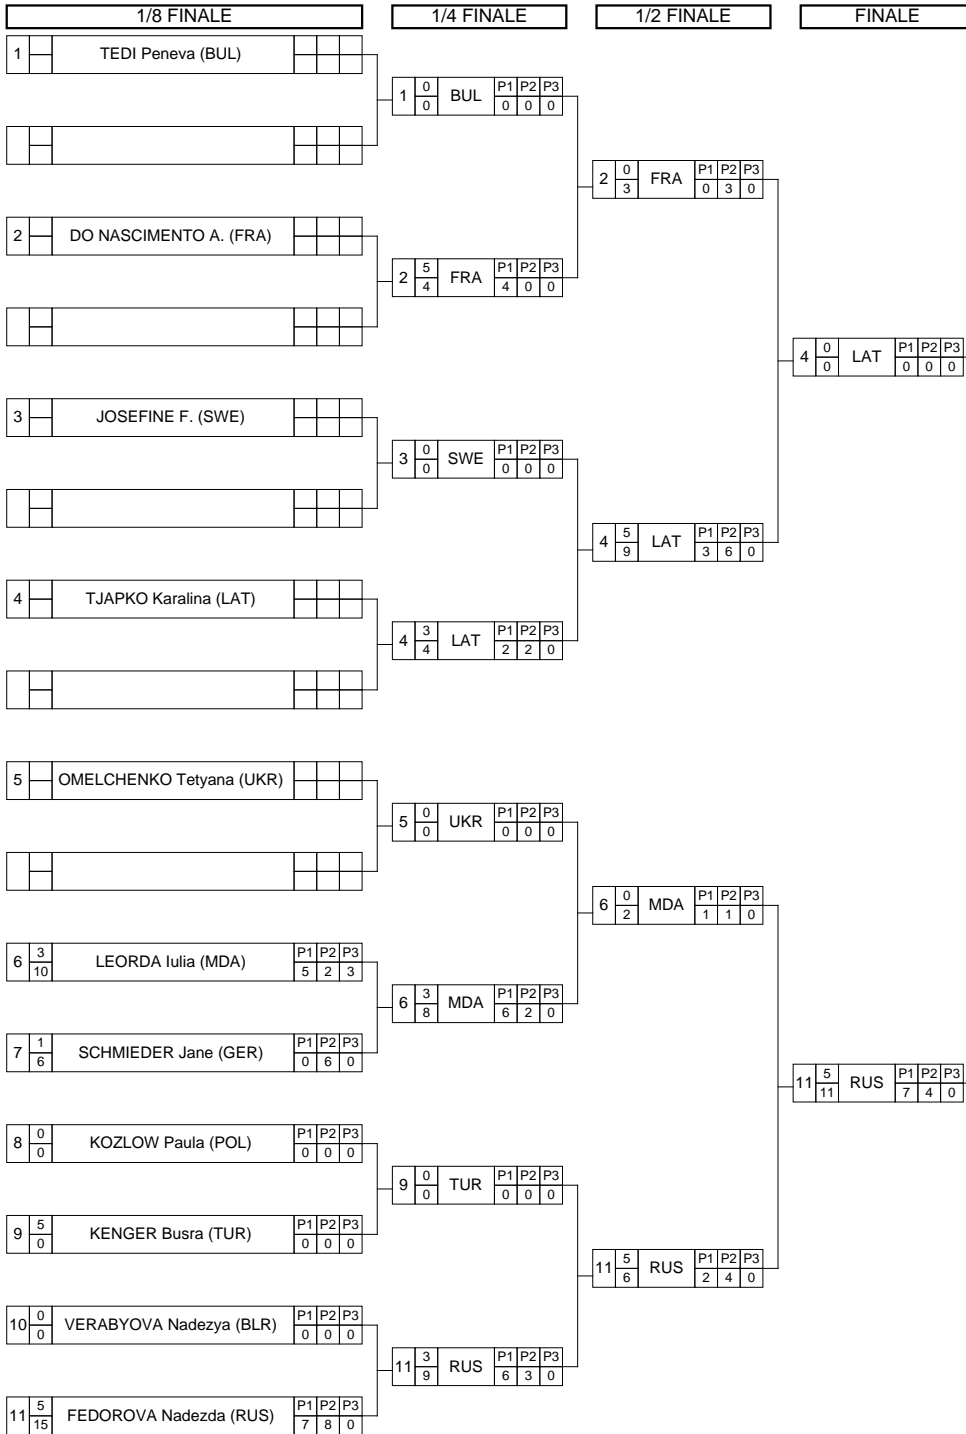 1/8 FINALE 1/4 FINALE 1/2 FINALE FINALE
1 TEDI Peneva (BUL)
1 0 BUL P1 P2 P3
0 0 0 0
2 0 FRA P1 P2 P3
3 0 3 0
2 DO NASCIMENTO A. (FRA)
2 5 FRA P1 P2 P3
4 4 0 0
4 0 LAT P1 P2 P3
0 0 0 0
3 JOSEFINE F. (SWE)
3 0 SWE P1 P2 P3
0 0 0 0
4 5 LAT P1 P2 P3
9 3 6 0
4 TJAPKO Karalina (LAT)
4 3 LAT P1 P2 P3
4 2 2 0
5 OMELCHENKO Tetyana (UKR)
5 0 UKR P1 P2 P3
0 0 0 0
6 0 MDA P1 P2 P3
2 1 1 0
6 3 LEORDA Iulia (MDA) P1 P2 P3
10 5 2 3
6 3 MDA P1 P2 P3
8 6 2 0
7 1 SCHMIEDER Jane (GER) P1 P2 P3
6 0 6 0
11 5 RUS P1 P2 P3
11 7 4 0
8 0 KOZLOW Paula (POL) P1 P2 P3
0 0 0 0
9 0 TUR P1 P2 P3
0 0 0 0
9 5 KENGER Busra (TUR) P1 P2 P3
0 0 0 0
11 5 RUS P1 P2 P3
6 2 4 0
10 0 VERABYOVA Nadezya (BLR) P1 P2 P3
0 0 0 0
11 3 RUS P1 P2 P3
9 6 3 0
11 5 FEDOROVA Nadezda (RUS) P1 P2 P3
15 7 8 0